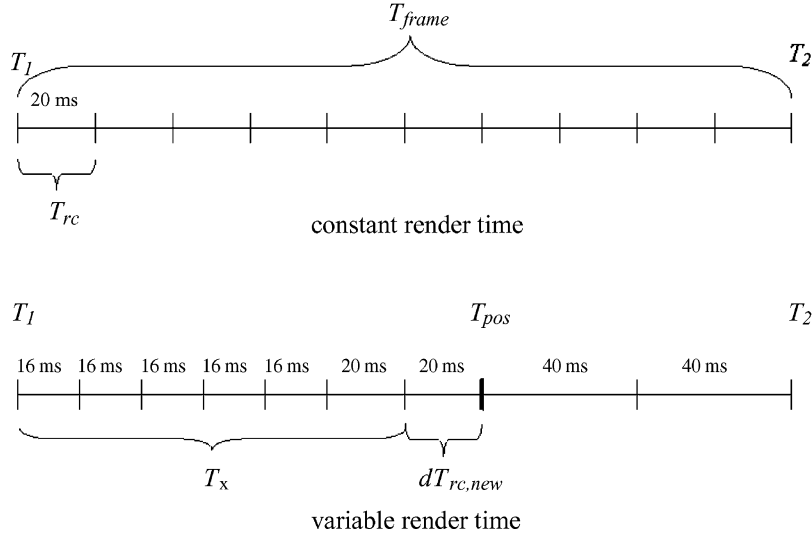 T_frame
T_1 T_2
20 ms
T_rc
constant render time
T_1 T_pos T_2
16 ms 16 ms 16 ms 16 ms 16 ms 20 ms 20 ms 40 ms 40 ms
T_x dT_rc,new
variable render time